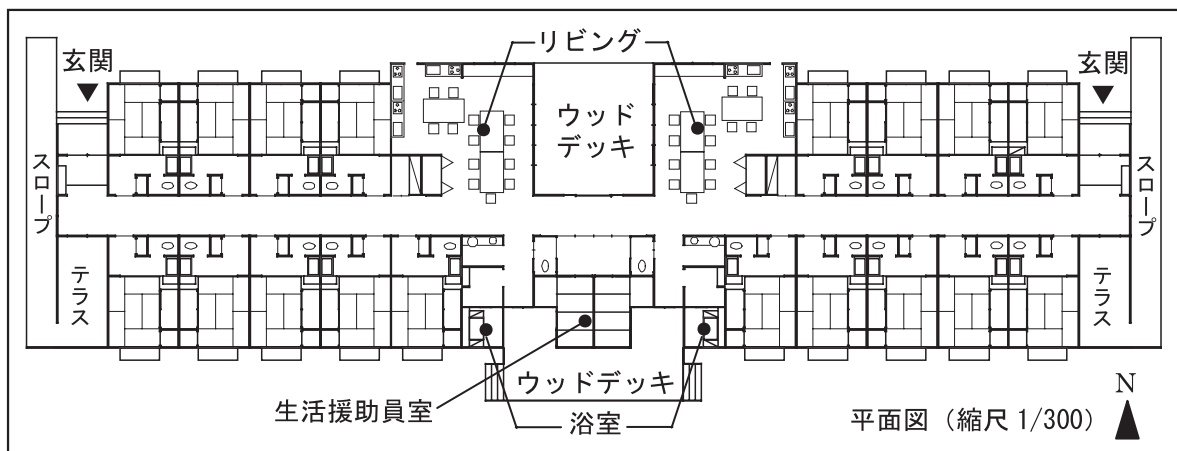 リビング
玄関
玄関
ウッド
デッキ
スロープ
スロープ
テラス
テラス
ウッドデッキ
生活援助員室
浴室
平面図(縮尺 1/300)
N